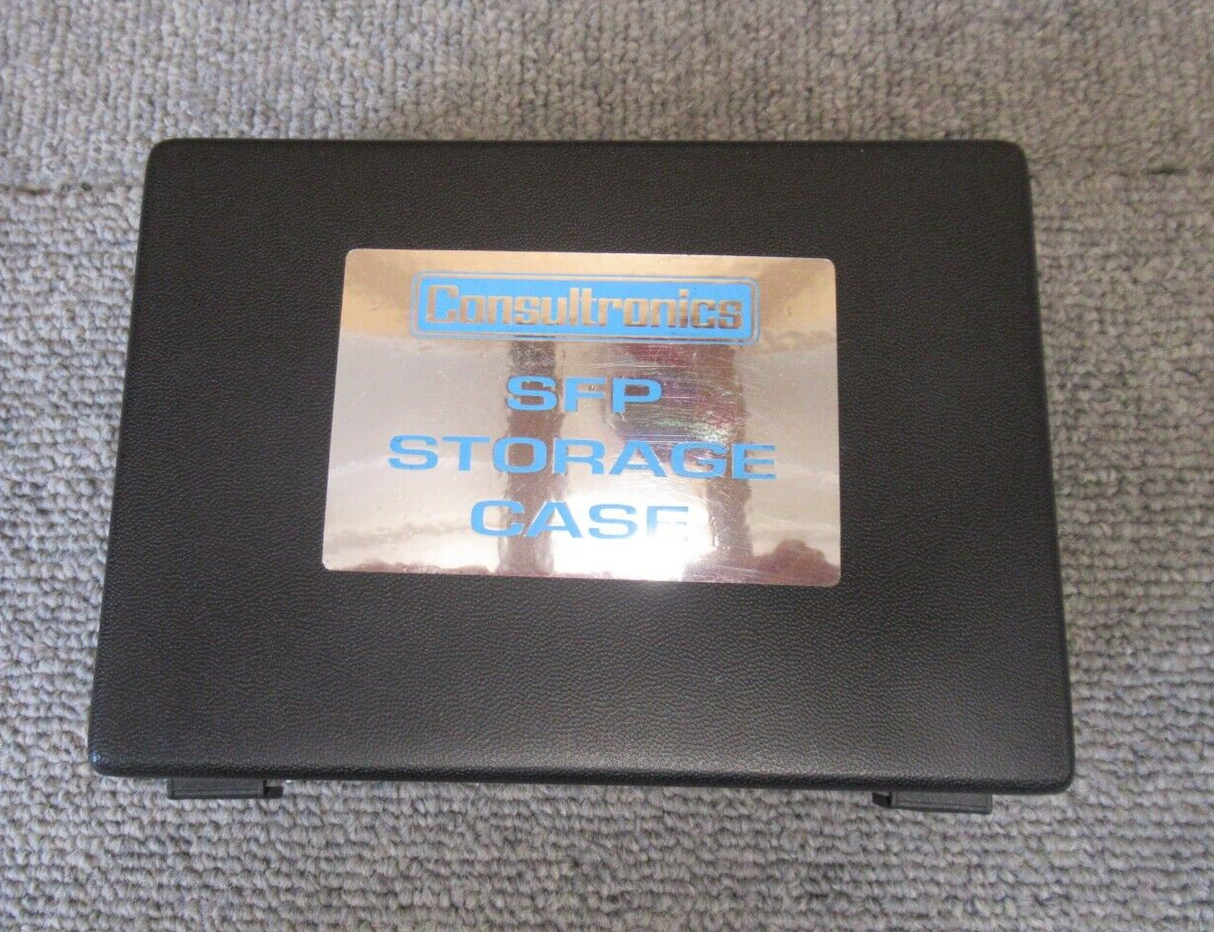 Consultronics
SFP
STORAGE
CASE